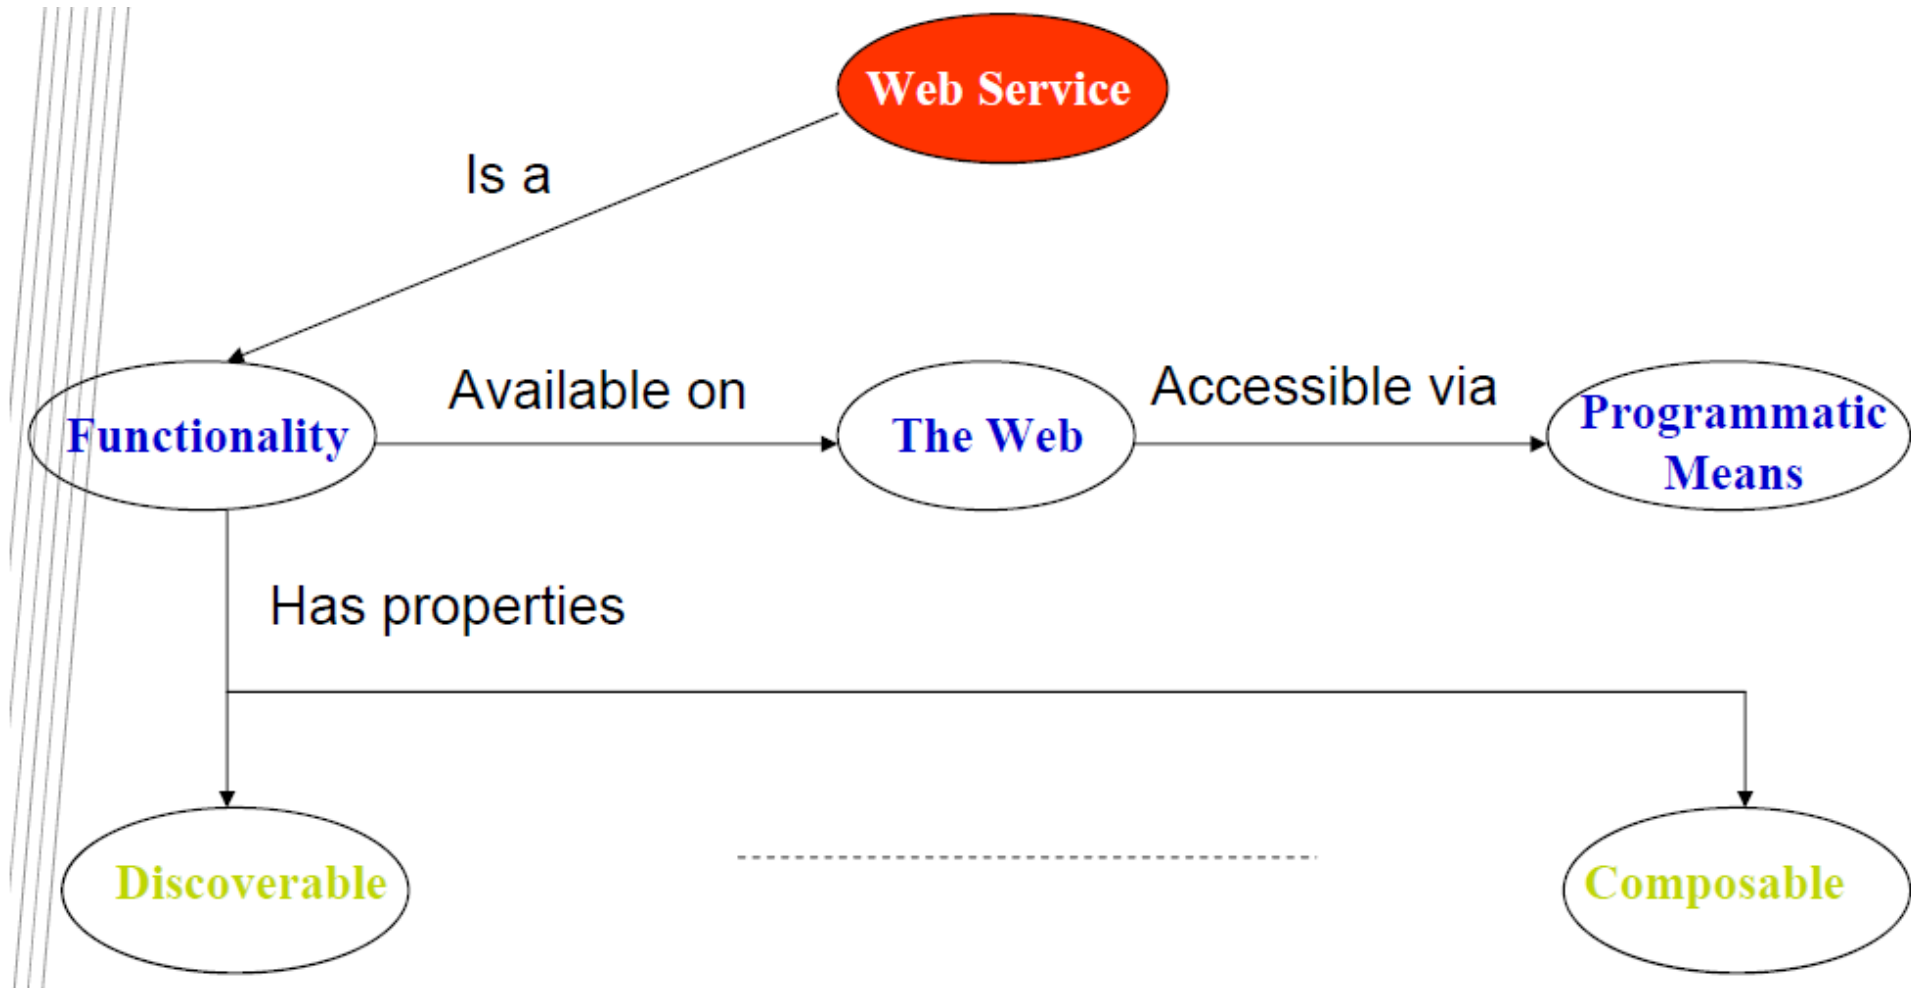 Web Service
Is a
Available on
Accessible via
Functionality
The Web
Programmatic
Means
Has properties
Discoverable
Composable